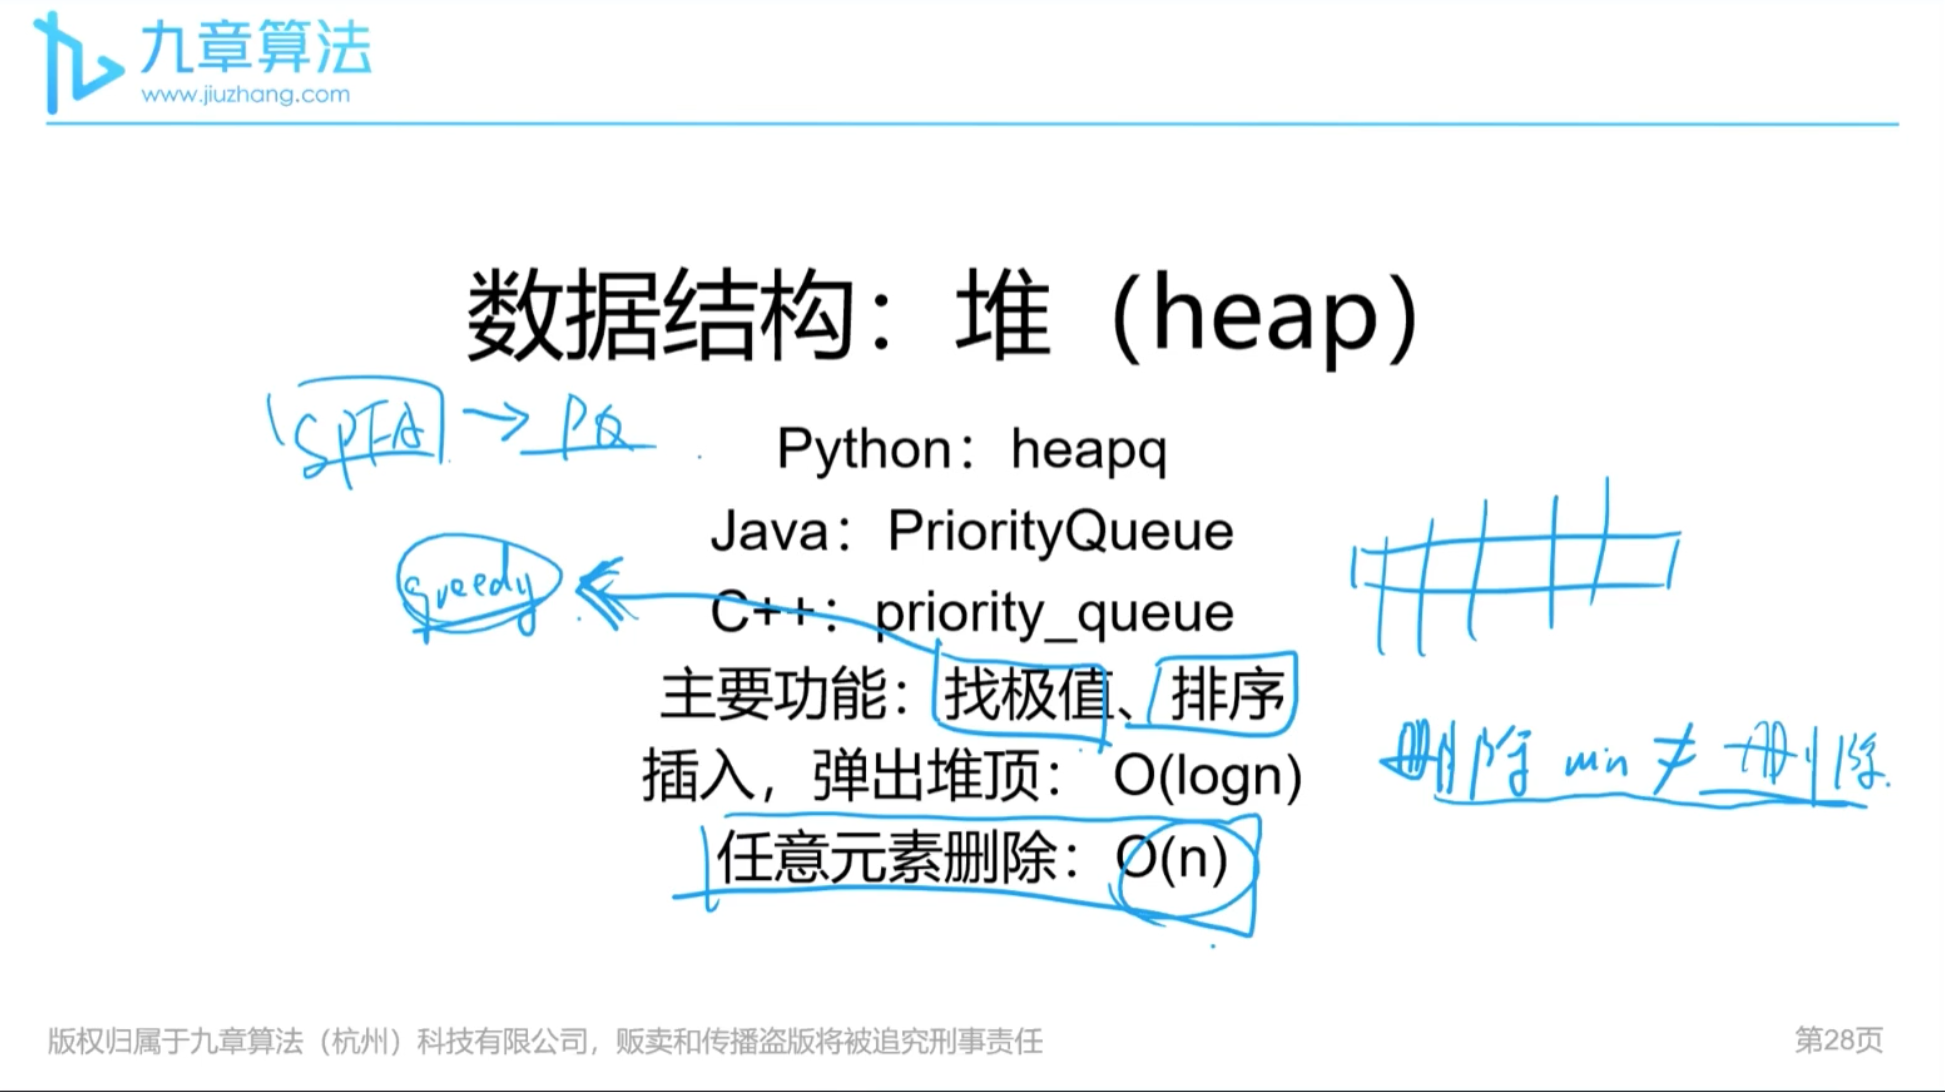 九章算法
www.jiuzhang.com
数据结构：堆（heap）
SPFA → PQ
Python：heapq
Java：PriorityQueue
greedy
C++：priority_queue
主要功能：找极值、排序
插入，弹出堆顶： O(logn)
删除 min ≠ 删除
任意元素删除：O(n)
版权归属于九章算法（杭州）科技有限公司，贩卖和传播盗版将被追究刑事责任
第28页